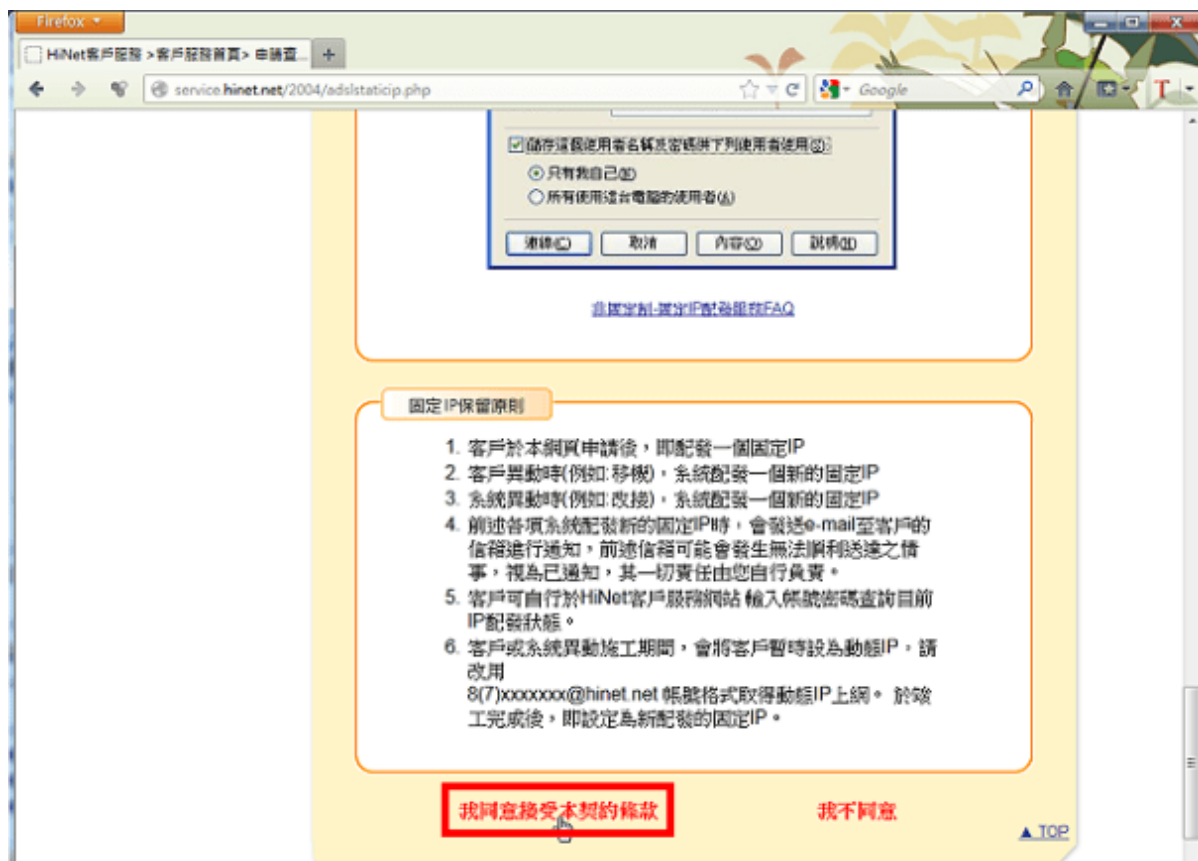 Firefox
HiNet客戶服務 >客戶服務首頁> 申請查...
service.hinet.net/2004/adslstaticip.php
Google
儲存這個使用者名稱及密碼供下列使用者使用(S):
只有我自己(N)
所有使用這台電腦的使用者(A)
連線(C) 取消 內容(O) 說明(H)
非固定制-固定IP配發服務FAQ
固定IP保留原則
1. 客戶於本網頁申請後，即配發一個固定IP
2. 客戶異動時(例如:移機)，系統配發一個新的固定IP
3. 系統異動時(例如:改接)，系統配發一個新的固定IP
4. 前述各項系統配發新的固定IP時，會發送e-mail至客戶的
信箱進行通知，前述信箱可能會發生無法順利送達之情
事，視為已通知，其一切責任由您自行負責。
5. 客戶可自行於HiNet客戶服務網站 輸入帳號密碼查詢目前
IP配發狀態。
6. 客戶或系統異動施工期間，會將客戶暫時設為動態IP，請
改用
8(7)xxxxxxx@hinet.net 帳號格式取得動態IP上網。 於竣
工完成後，即設定為新配發的固定IP。
我同意接受本契約條款 我不同意
▲ TOP